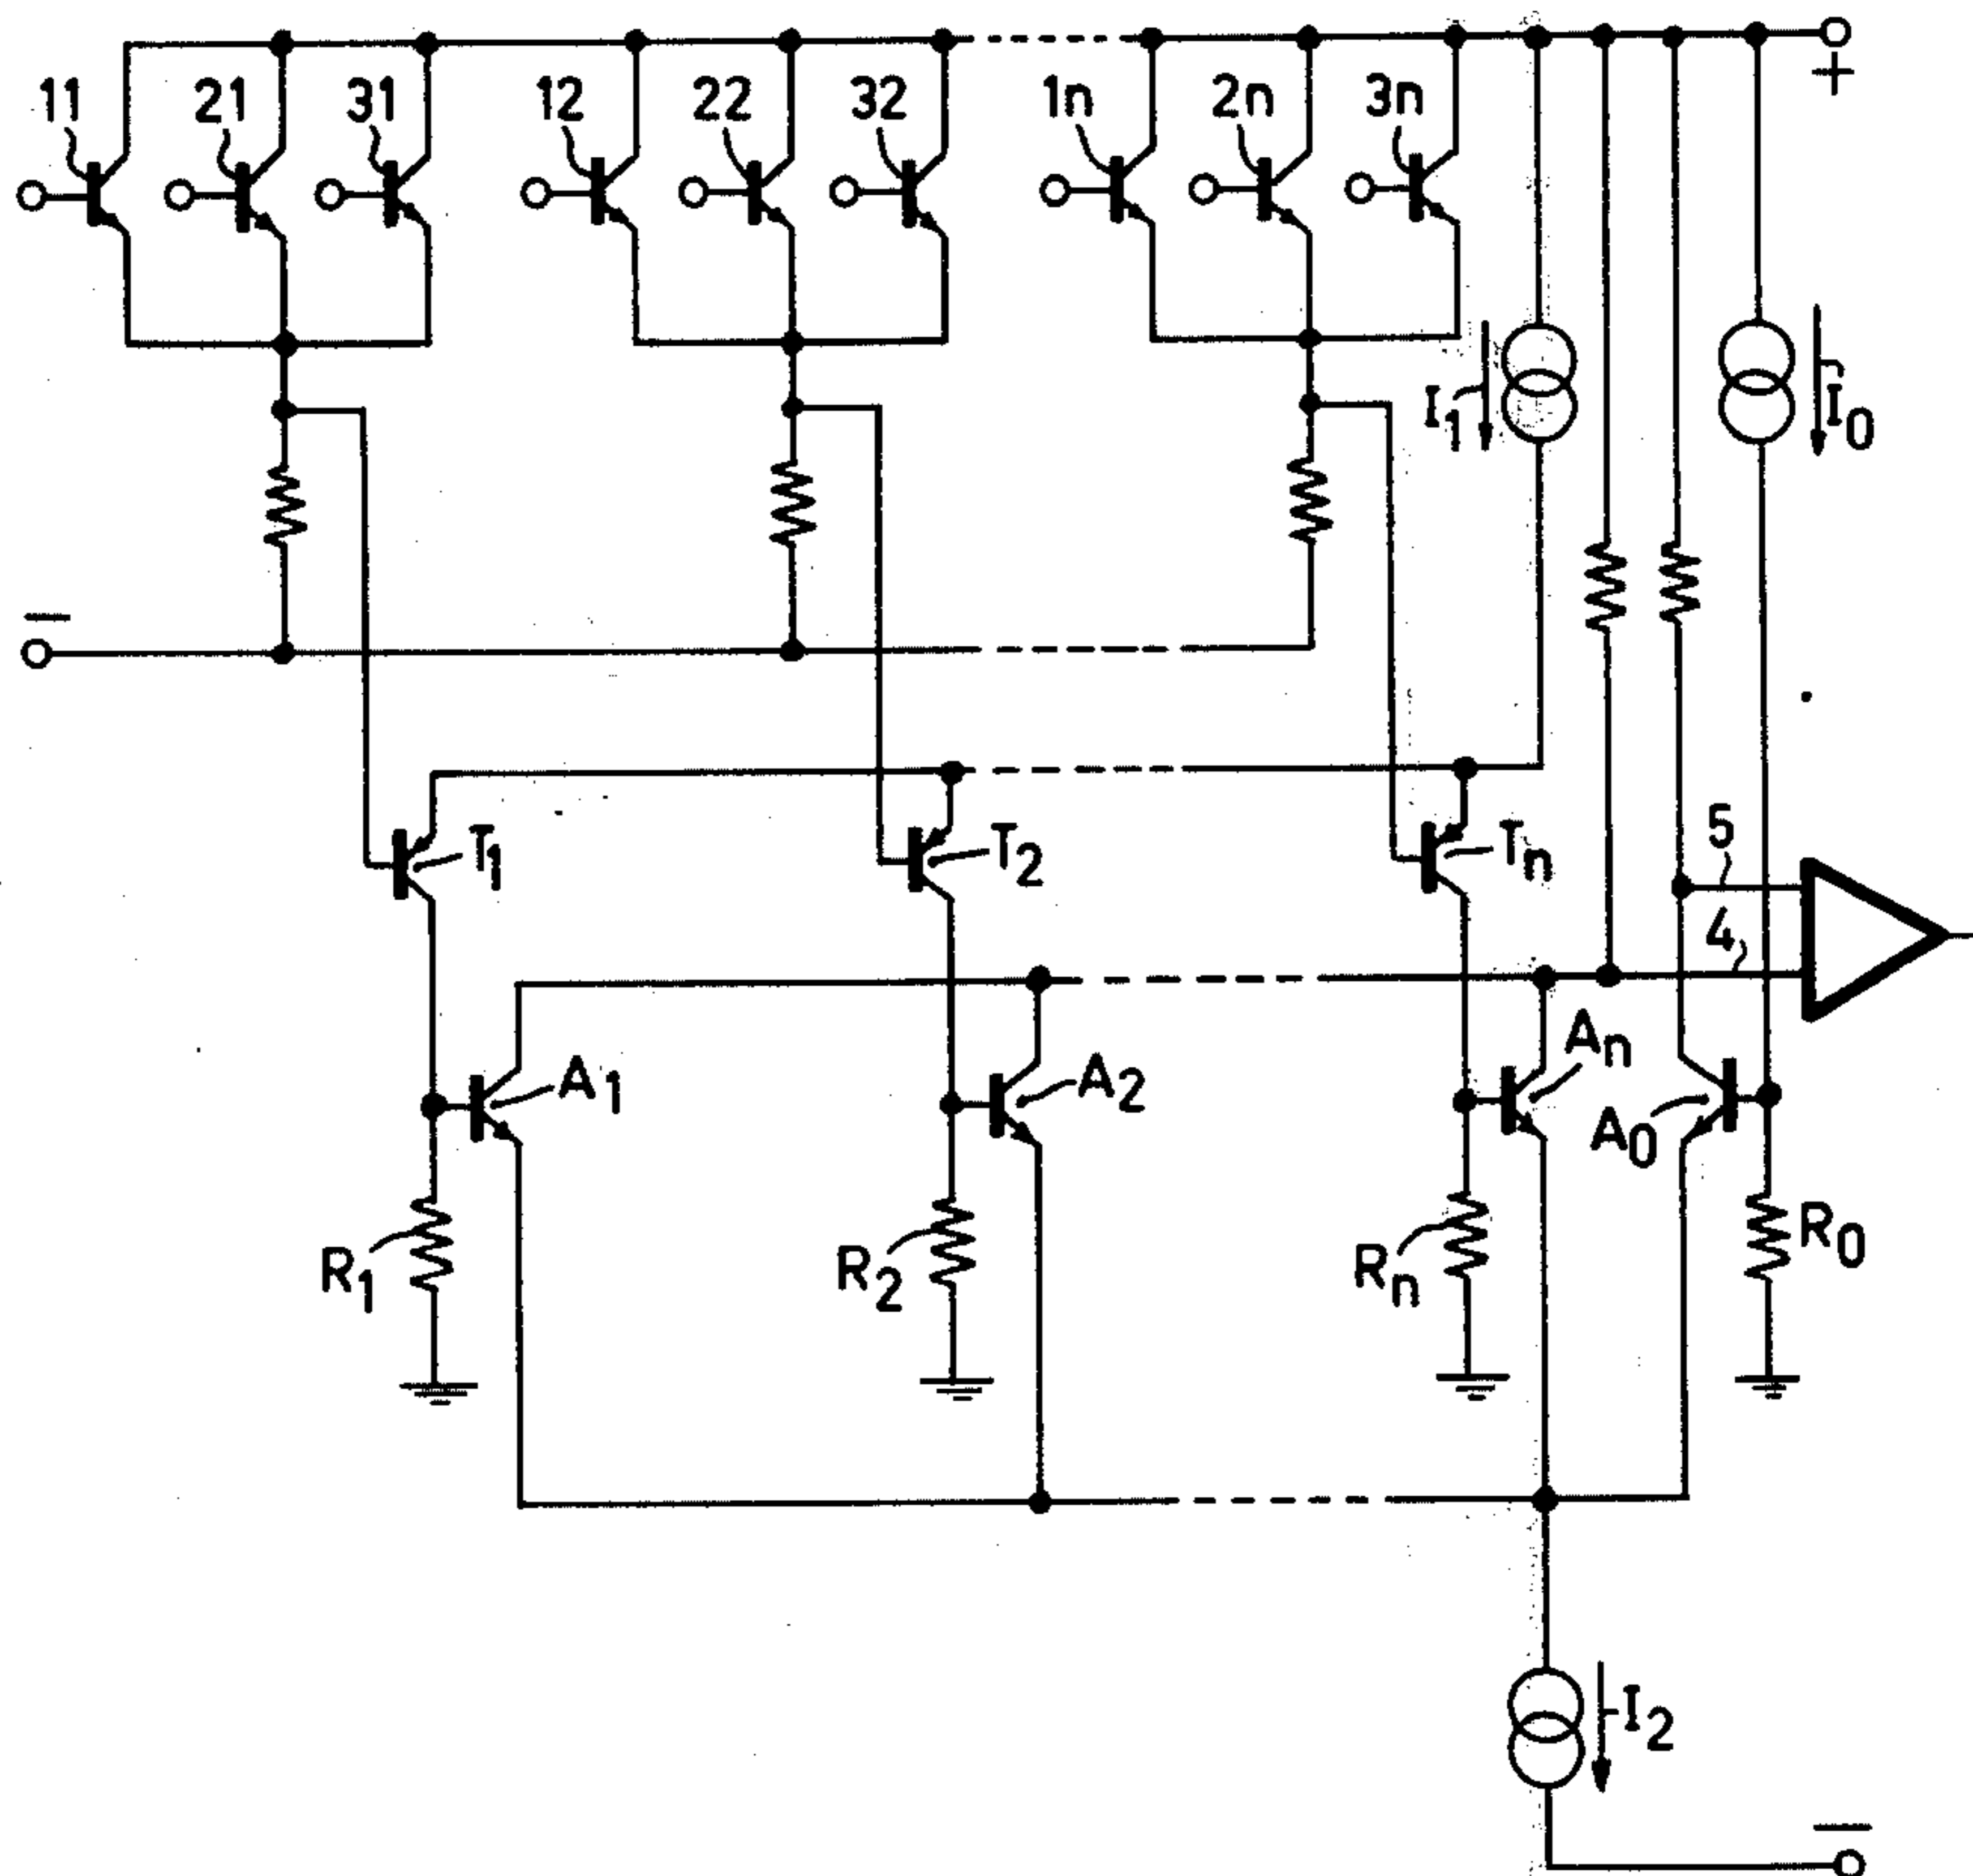 11 21 31 12 22 32 1n 2n 3n +
I1 I0
−
T1 T2 Tn 5
4
A1 A2 An
A0
R1 R2 Rn R0
I2
−